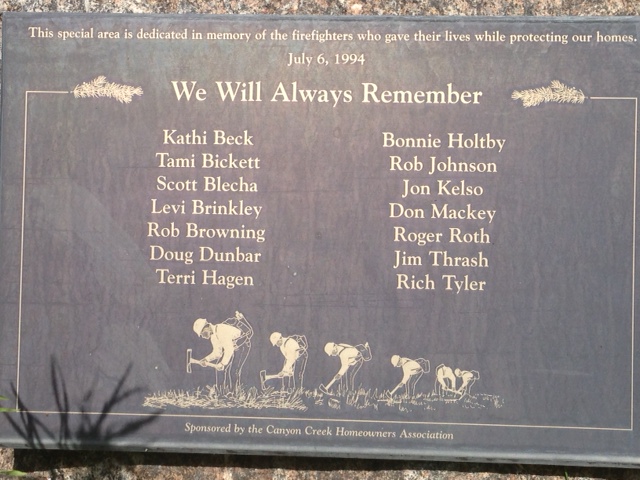 This special area is dedicated in memory of the firefighters who gave their lives while protecting our homes.
July 6, 1994
We Will Always Remember
Kathi Beck
Tami Bickett
Scott Blecha
Levi Brinkley
Rob Browning
Doug Dunbar
Terri Hagen
Bonnie Holtby
Rob Johnson
Jon Kelso
Don Mackey
Roger Roth
Jim Thrash
Rich Tyler
Sponsored by the Canyon Creek Homeowners Association